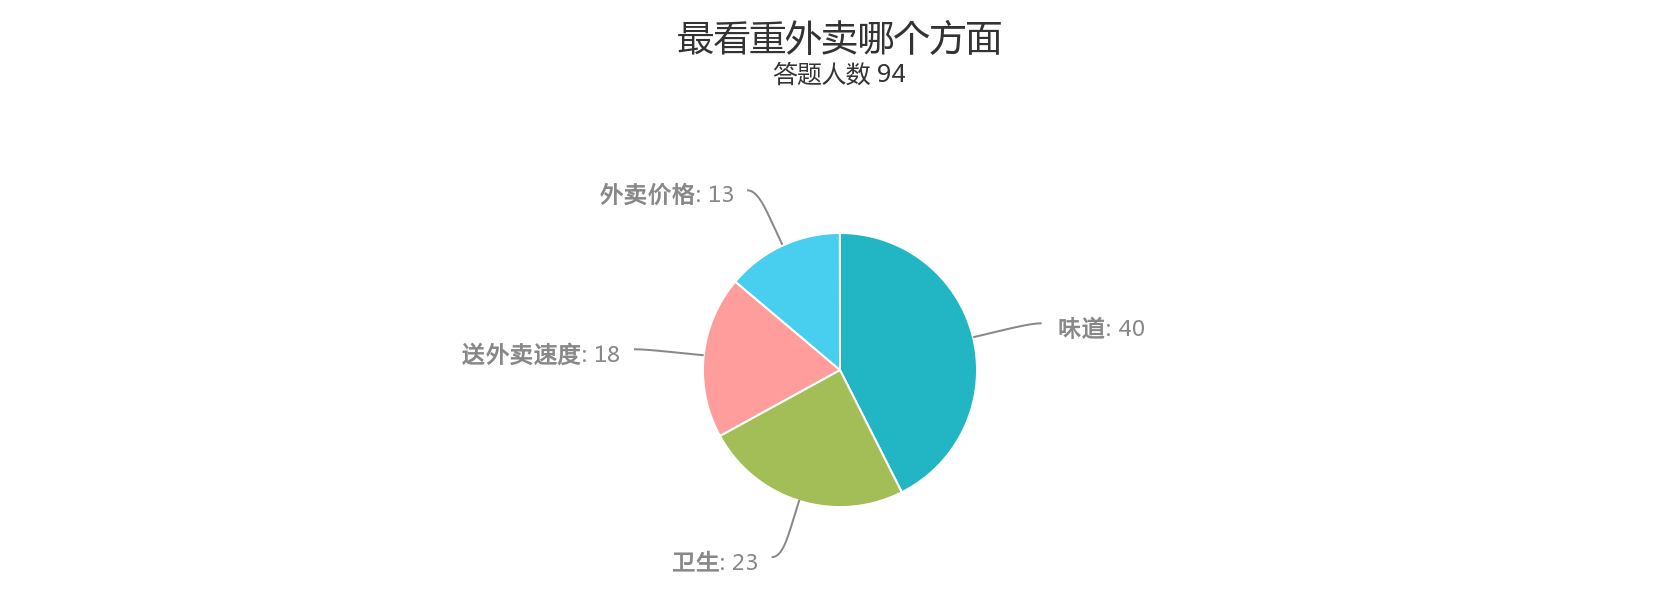 最看重外卖哪个方面
答题人数 94
外卖价格: 13
味道: 40
送外卖速度: 18
卫生: 23